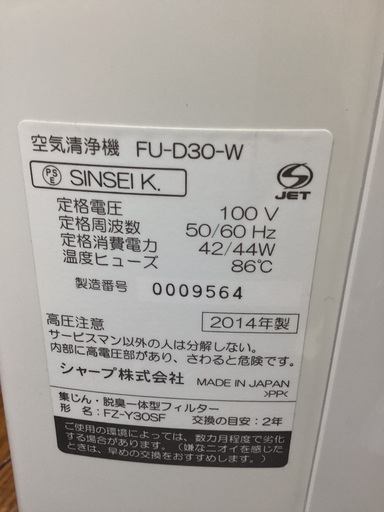 空気清浄機 FU-D30-W
PSE SINSEI K.
S JET
定格電圧 100 V
定格周波数 50/60 Hz
定格消費電力 42/44W
温度ヒューズ 86℃
製造番号 0009564
高圧注意 2014年製
サービスマン以外の人は分解しない。
内部に高電圧部があり、さわると危険です。
シャープ株式会社 MADE IN JAPAN
>PP<
集じん・脱臭一体型フィルター
形 名：FZ-Y30SF 交換の目安：2年
ご使用の環境によっては、数カ月程度で劣化
する場合があります。（嫌なニオイを感じた
ときは、早めの交換をおすすめします。）